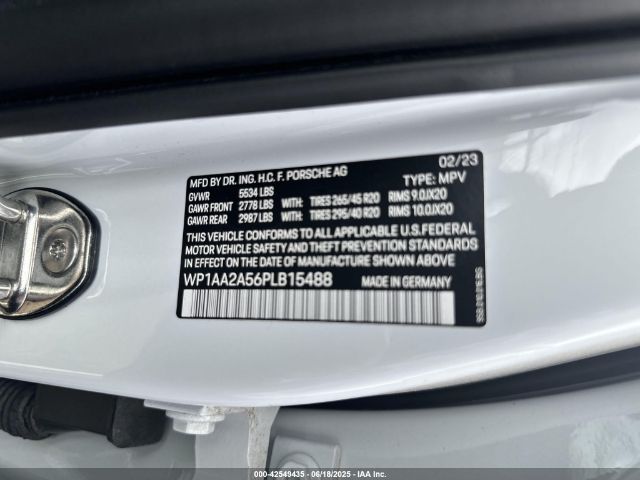 MFD BY DR. ING. H.C. F. PORSCHE AG 02/23
GVWR 5534 LBS TYPE: MPV
GAWR FRONT 2778 LBS WITH: TIRES 265/45 R20 RIMS 9.0JX20
GAWR REAR 2987 LBS WITH: TIRES 295/40 R20 RIMS 10.0JX20
THIS VEHICLE CONFORMS TO ALL APPLICABLE U.S.FEDERAL
MOTOR VEHICLE SAFETY AND THEFT PREVENTION STANDARDS
IN EFFECT ON THE DATE OF MANUFACTURE SHOWN ABOVE.
WP1AA2A56PLB15488 MADE IN GERMANY
000-42549435 - 06/18/2025 - IAAI.COM